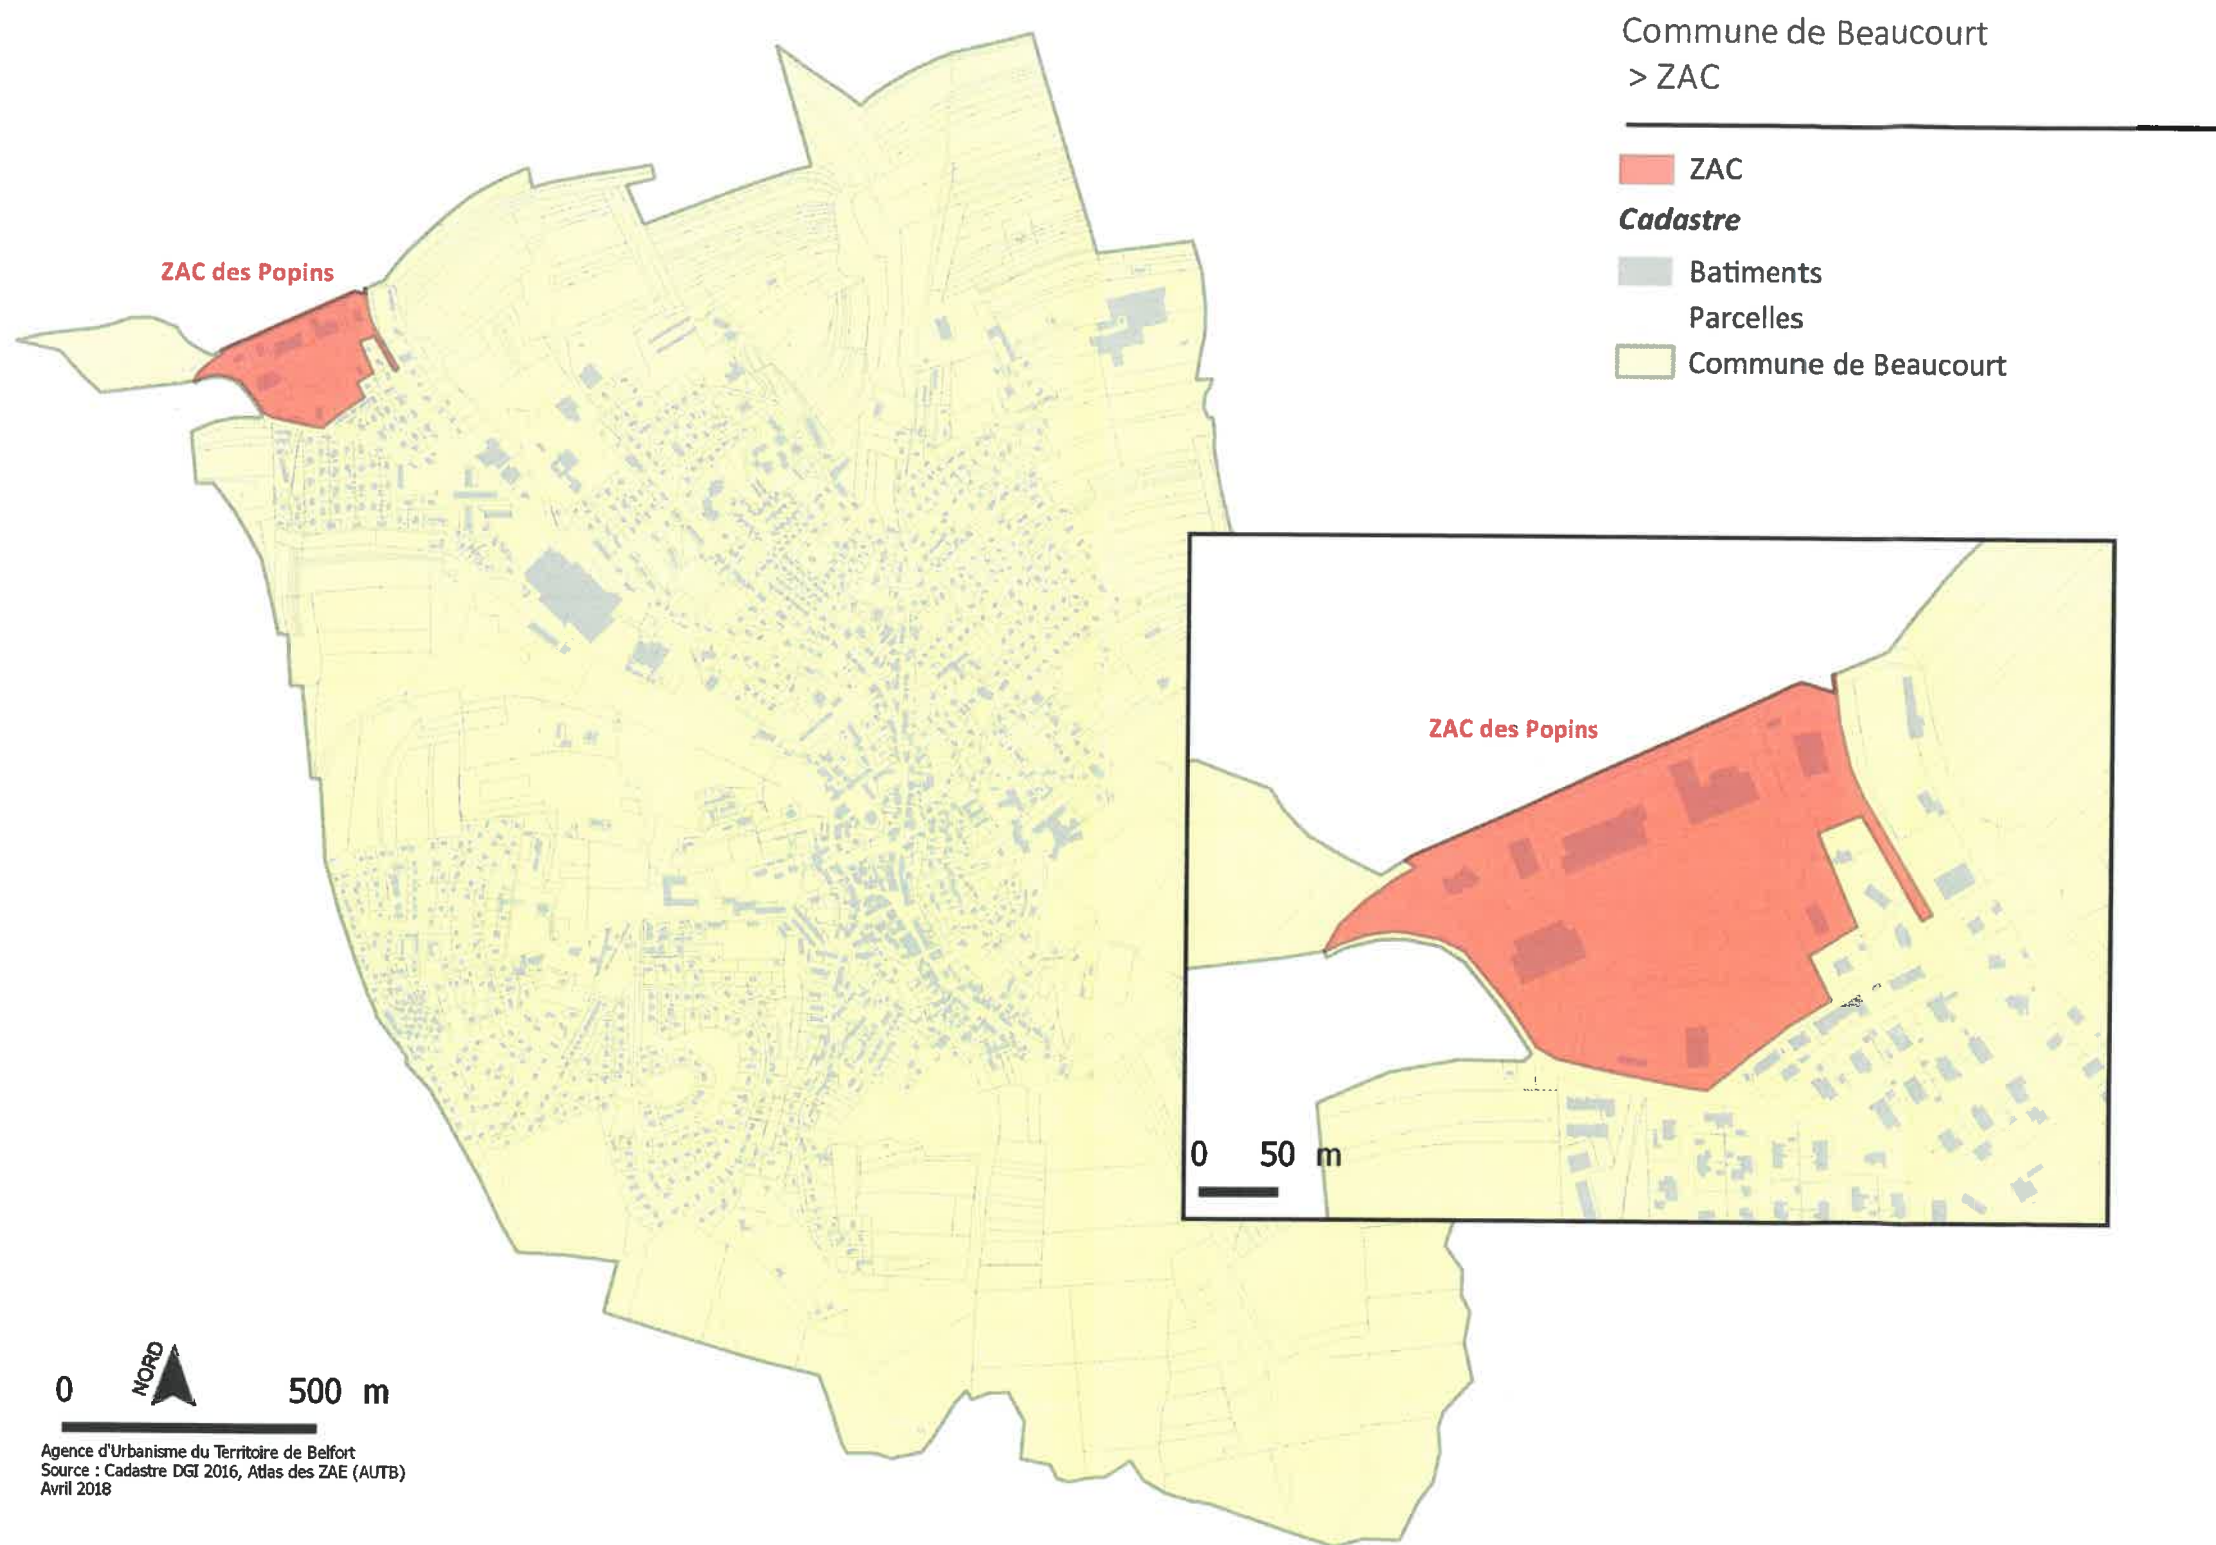 Commune de Beaucourt
> ZAC
ZAC
Cadastre
Batiments
Parcelles
Commune de Beaucourt
ZAC des Popins
ZAC des Popins
0 50 m
NORD
0 500 m
Agence d'Urbanisme du Territoire de Belfort
Source : Cadastre DGI 2016, Atlas des ZAE (AUTB)
Avril 2018